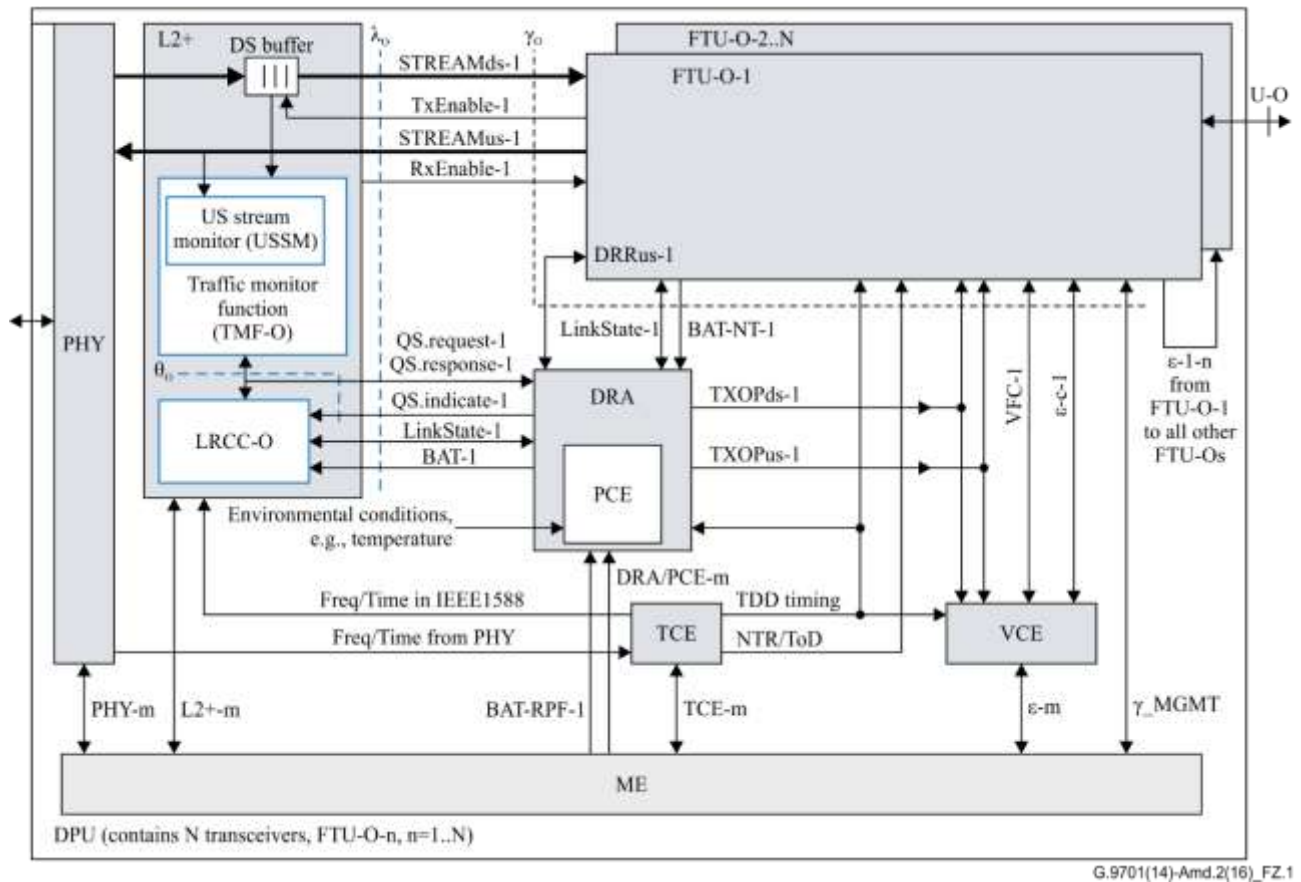 L2+
DS buffer
λO
γO
FTU-O-2..N
FTU-O-1
STREAMds-1
TxEnable-1
STREAMus-1
RxEnable-1
U-O
US stream
monitor (USSM)
Traffic monitor
function
(TMF-O)
DRRus-1
PHY
θO
QS.request-1
QS.response-1
LinkState-1
BAT-NT-1
QS.indicate-1
LinkState-1
BAT-1
LRCC-O
DRA
PCE
TXOPds-1
TXOPus-1
VFC-1
ε-c-1
ε-1-n
from
FTU-O-1
to all other
FTU-Os
Environmental conditions,
e.g., temperature
DRA/PCE-m
Freq/Time in IEEE1588
TDD timing
TCE
VCE
Freq/Time from PHY
NTR/ToD
PHY-m
L2+-m
BAT-RPF-1
TCE-m
ε-m
γ_MGMT
ME
DPU (contains N transceivers, FTU-O-n, n=1..N)
G.9701(14)-Amd.2(16)_FZ.1